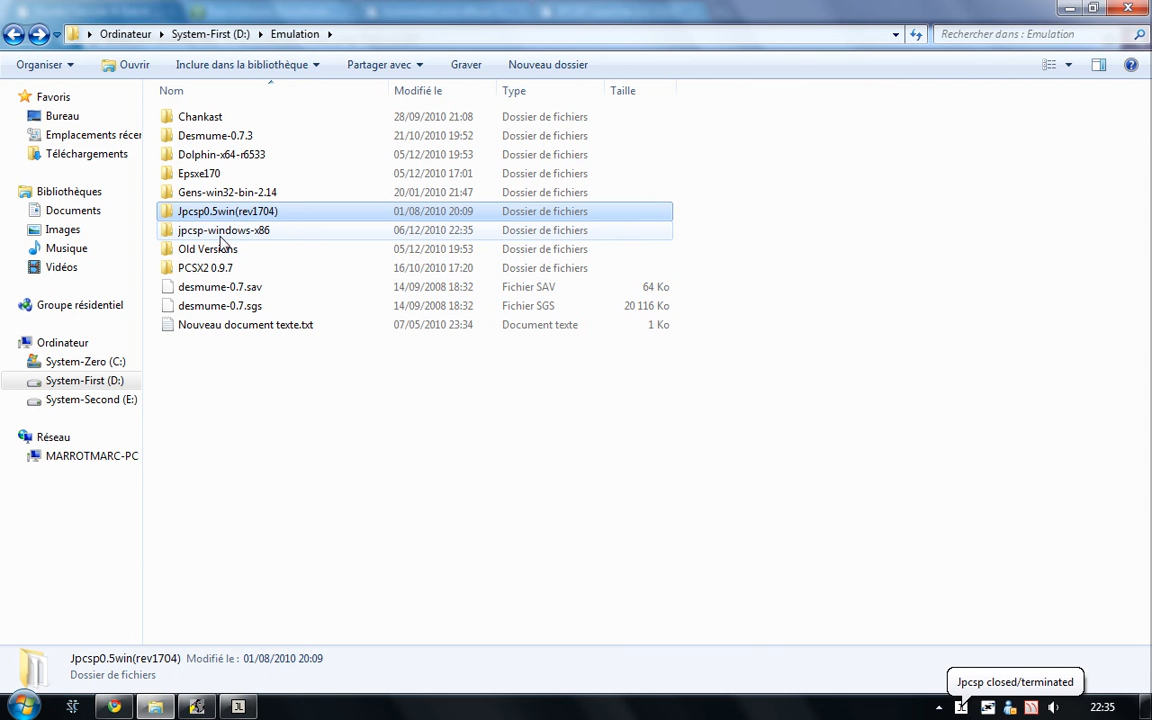 Ordinateur System-First (D:) Emulation Rechercher dans : Emulation
Organiser Ouvrir Inclure dans la bibliothèque Partager avec Graver Nouveau dossier
Nom Modifié le Type Taille
Favoris
Bureau
Emplacements récer
Téléchargements
Bibliothèques
Documents
Images
Musique
Vidéos
Groupe résidentiel
Ordinateur
System-Zero (C:)
System-First (D:)
System-Second (E:)
Réseau
MARROTMARC-PC
Chankast 28/09/2010 21:08 Dossier de fichiers
Desmume-0.7.3 21/10/2010 19:52 Dossier de fichiers
Dolphin-x64-r6533 05/12/2010 19:53 Dossier de fichiers
Epsxe170 05/12/2010 17:01 Dossier de fichiers
Gens-win32-bin-2.14 20/01/2010 21:47 Dossier de fichiers
Jpcsp0.5win(rev1704) 01/08/2010 20:09 Dossier de fichiers
jpcsp-windows-x86 06/12/2010 22:35 Dossier de fichiers
Old Versions 05/12/2010 19:53 Dossier de fichiers
PCSX2 0.9.7 16/10/2010 17:20 Dossier de fichiers
desmume-0.7.sav 14/09/2008 18:32 Fichier SAV 64 Ko
desmume-0.7.sgs 14/09/2008 18:32 Fichier SGS 20 116 Ko
Nouveau document texte.txt 07/05/2010 23:34 Document texte 1 Ko
Jpcsp0.5win(rev1704) Modifié le : 01/08/2010 20:09
Dossier de fichiers
Jpcsp closed/terminated
22:35